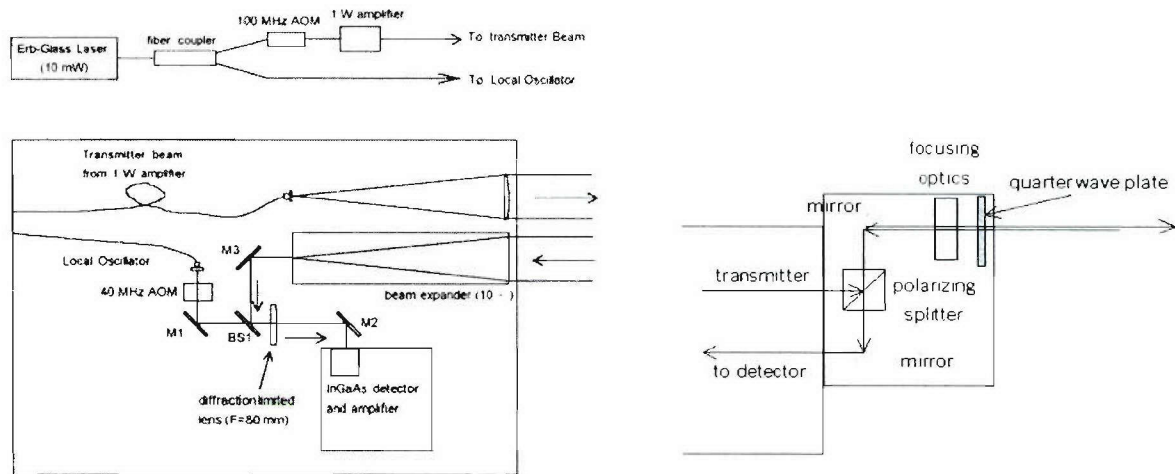 fiber coupler
100 MHz AOM
1 W amplifier
Erb-Glass Laser
(10 mW)
To transmitter Beam
To Local Oscillator
Transmitter beam
from 1 W amplifier
Local Oscillator
40 MHz AOM
M3
M1
BS1
M2
beam expander (10
diffraction limited
lens (F=80 mm)
InGaAs detector
and amplifier
focusing
optics
quarter wave plate
mirror
transmitter
polarizing
splitter
to detector
mirror